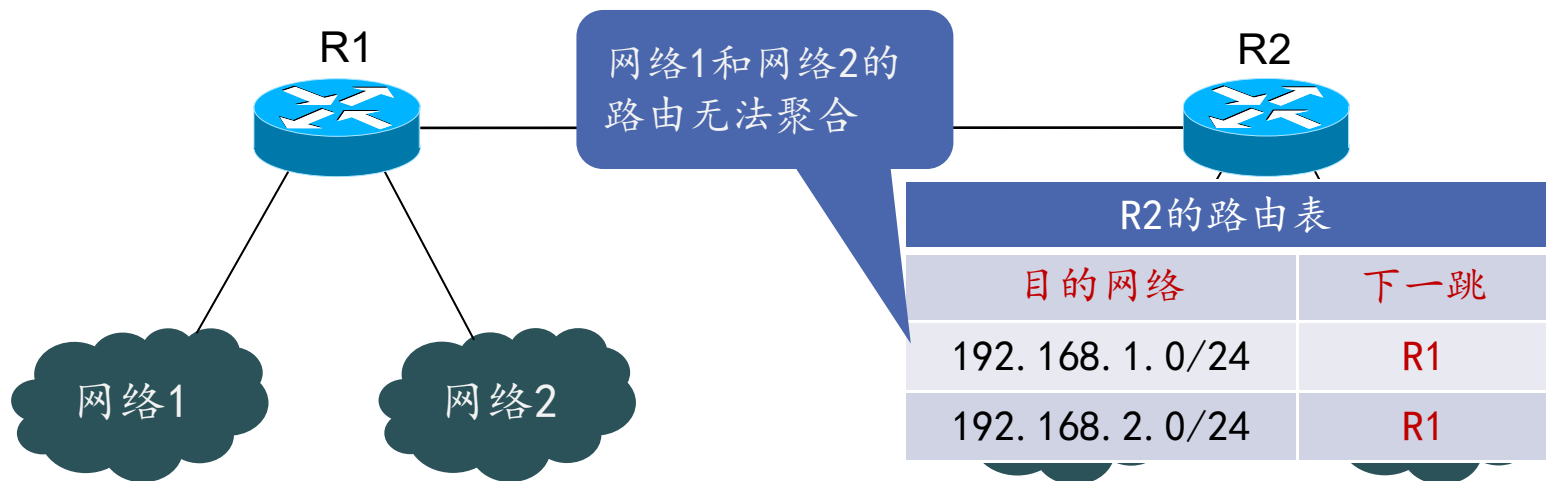 R1
R2
网络1和网络2的
路由无法聚合
R2的路由表
目的网络 下一跳
192.168.1.0/24 R1
192.168.2.0/24 R1
网络1
网络2